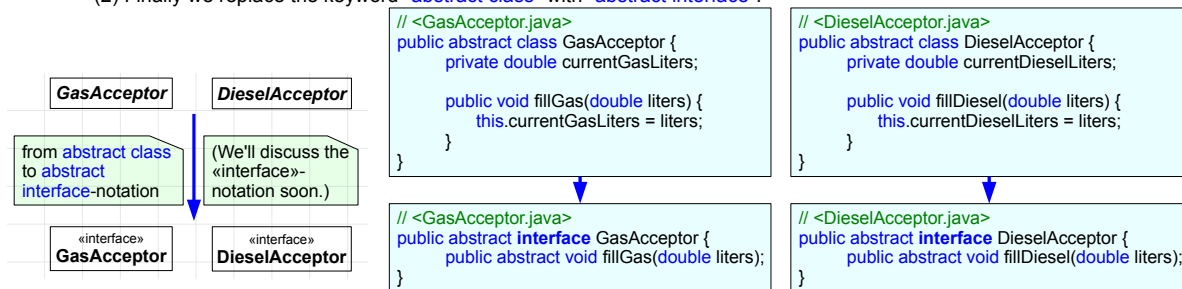 (2) Finally we replace the keyword "abstract class" with "abstract interface".
GasAcceptor
DieselAcceptor
from abstract class
to abstract
interface-notation
(We'll discuss the
«interface»-
notation soon.)
«interface»
GasAcceptor
«interface»
DieselAcceptor
// <GasAcceptor.java>
public abstract class GasAcceptor {
private double currentGasLiters;
public void fillGas(double liters) {
this.currentGasLiters = liters;
}
}
// <GasAcceptor.java>
public abstract interface GasAcceptor {
public abstract void fillGas(double liters);
}
// <DieselAcceptor.java>
public abstract class DieselAcceptor {
private double currentDieselLiters;
public void fillDiesel(double liters) {
this.currentDieselLiters = liters;
}
}
// <DieselAcceptor.java>
public abstract interface DieselAcceptor {
public abstract void fillDiesel(double liters);
}